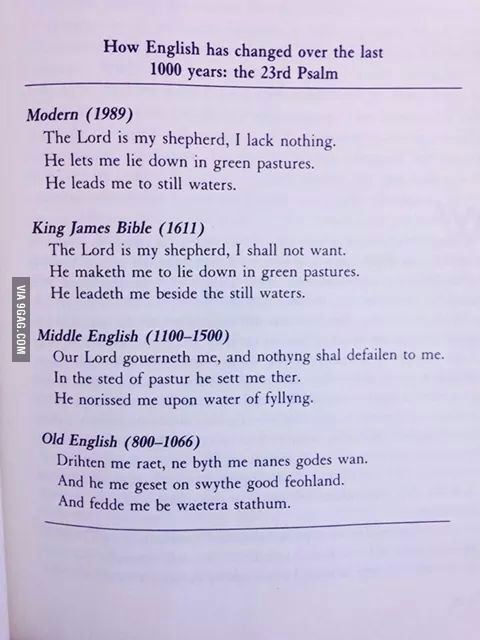 How English has changed over the last
1000 years: the 23rd Psalm
Modern (1989)
The Lord is my shepherd, I lack nothing.
He lets me lie down in green pastures.
He leads me to still waters.
King James Bible (1611)
The Lord is my shepherd, I shall not want.
He maketh me to lie down in green pastures.
He leadeth me beside the still waters.
Middle English (1100–1500)
Our Lord gouerneth me, and nothyng shal defailen to me.
In the sted of pastur he sett me ther.
He norissed me upon water of fyllyng.
Old English (800–1066)
Drihten me raet, ne byth me nanes godes wan.
And he me geset on swythe good feohland.
And fedde me be waetera stathum.
VIA 9GAG.COM